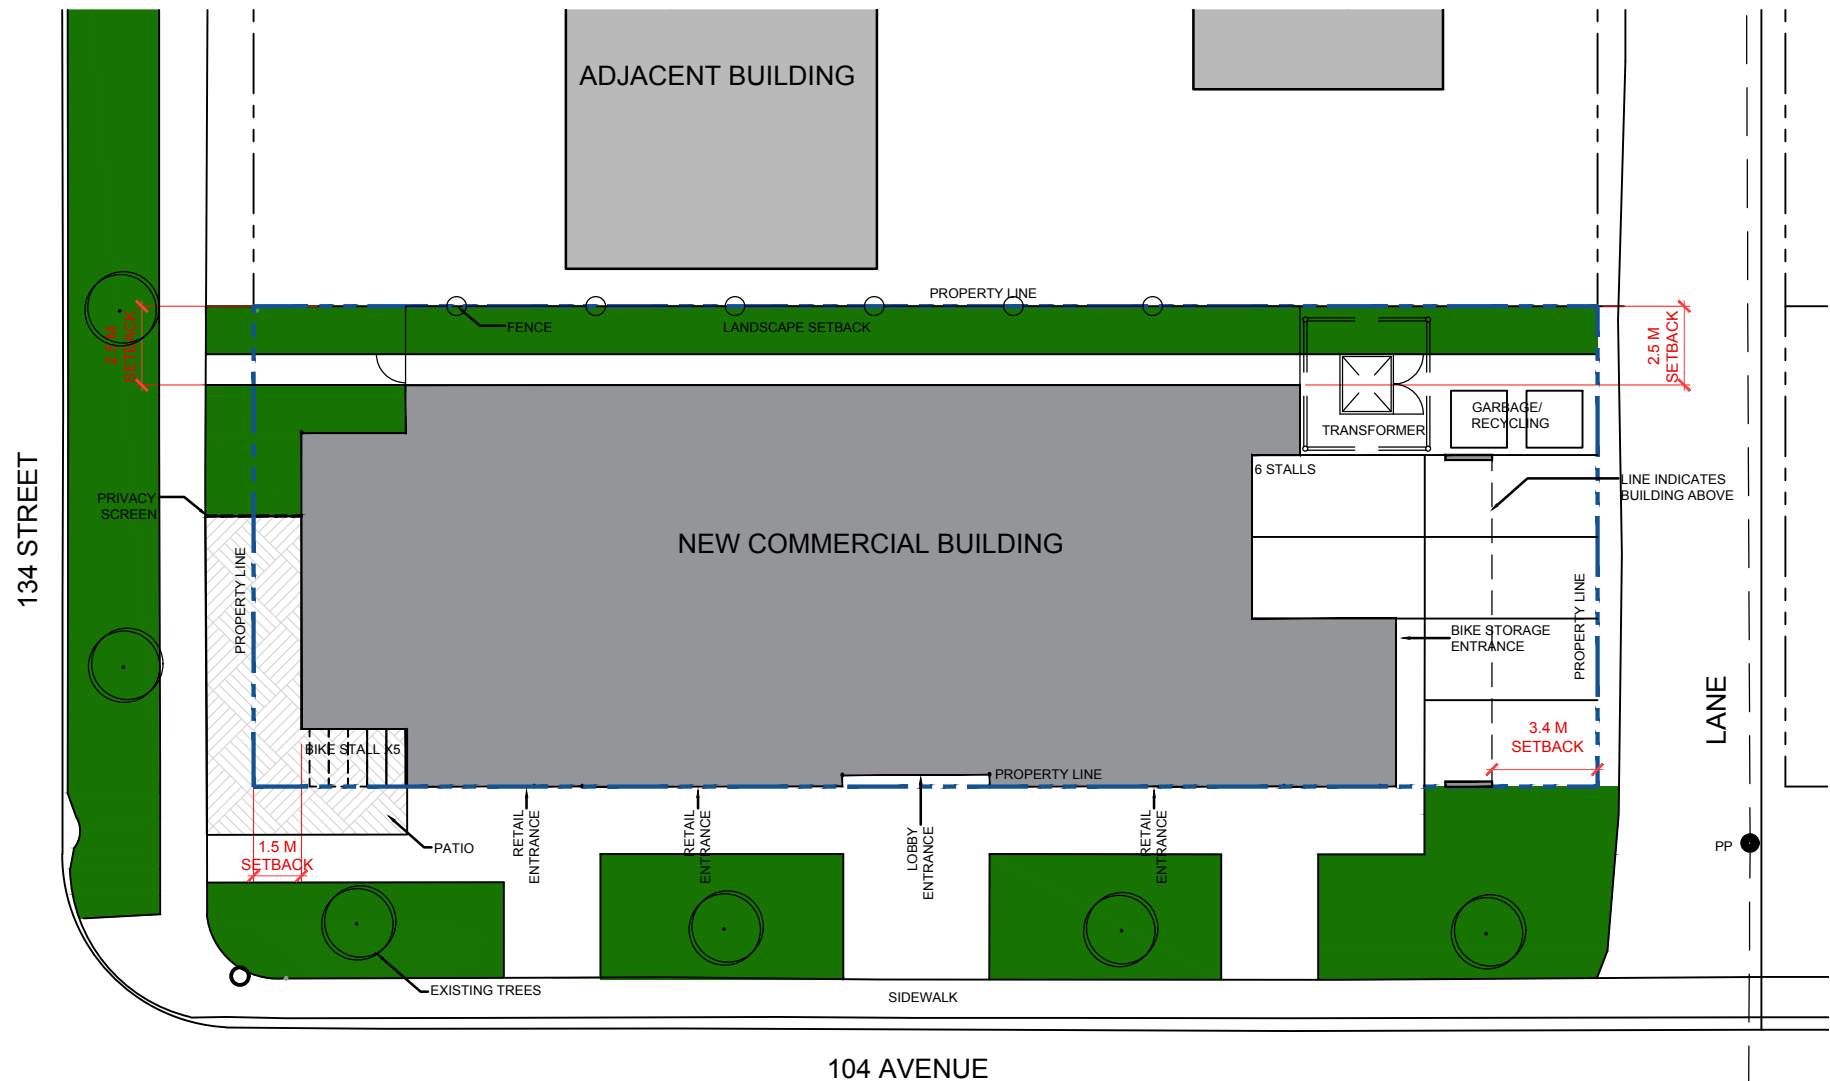 ADJACENT BUILDING
PROPERTY LINE
FENCE
LANDSCAPE SETBACK
2.5 M
SETBACK
2.5 M
SETBACK
GARBAGE/
RECYCLING
TRANSFORMER
6 STALLS
LINE INDICATES
BUILDING ABOVE
PRIVACY
SCREEN
134 STREET
PROPERTY LINE
NEW COMMERCIAL BUILDING
BIKE STORAGE
ENTRANCE
PROPERTY LINE
LANE
3.4 M
SETBACK
BIKE STALL X5
PROPERTY LINE
RETAIL
ENTRANCE
RETAIL
ENTRANCE
LOBBY
ENTRANCE
RETAIL
ENTRANCE
PATIO
1.5 M
SETBACK
PP
EXISTING TREES
SIDEWALK
104 AVENUE